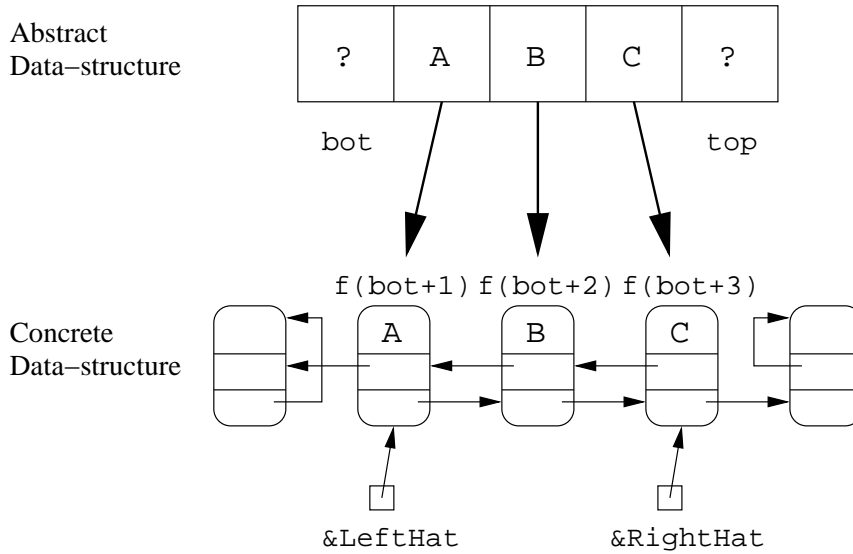 Abstract
Data−structure
? A B C ?
bot top
f(bot+1) f(bot+2) f(bot+3)
Concrete
Data−structure
A B C
&LeftHat &RightHat